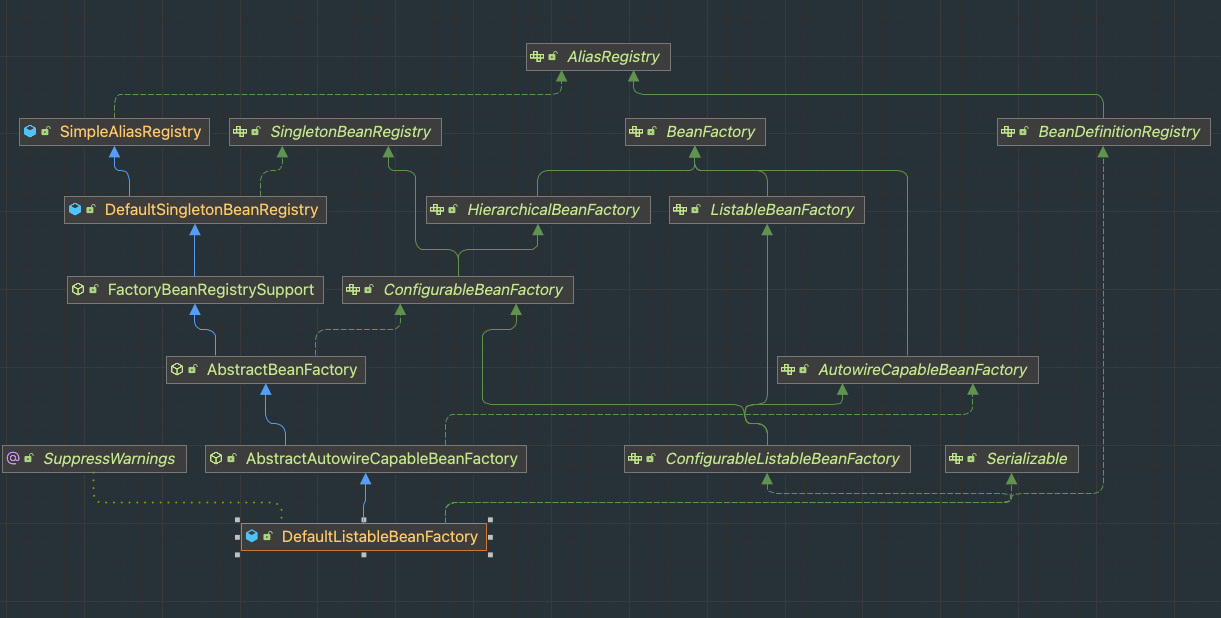 AliasRegistry
SimpleAliasRegistry
SingletonBeanRegistry
BeanFactory
BeanDefinitionRegistry
DefaultSingletonBeanRegistry
HierarchicalBeanFactory
ListableBeanFactory
FactoryBeanRegistrySupport
ConfigurableBeanFactory
AbstractBeanFactory
AutowireCapableBeanFactory
@ SuppressWarnings
AbstractAutowireCapableBeanFactory
ConfigurableListableBeanFactory
Serializable
DefaultListableBeanFactory